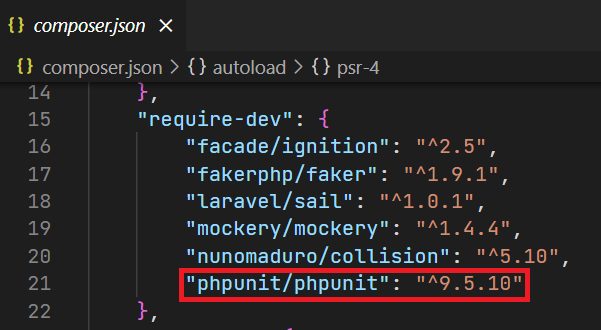 {} composer.json ×
{} composer.json > {} autoload > {} psr-4
14 },
15 "require-dev": {
16 "facade/ignition": "^2.5",
17 "fakerphp/faker": "^1.9.1",
18 "laravel/sail": "^1.0.1",
19 "mockery/mockery": "^1.4.4",
20 "nunomaduro/collision": "^5.10",
21 "phpunit/phpunit": "^9.5.10"
22 },